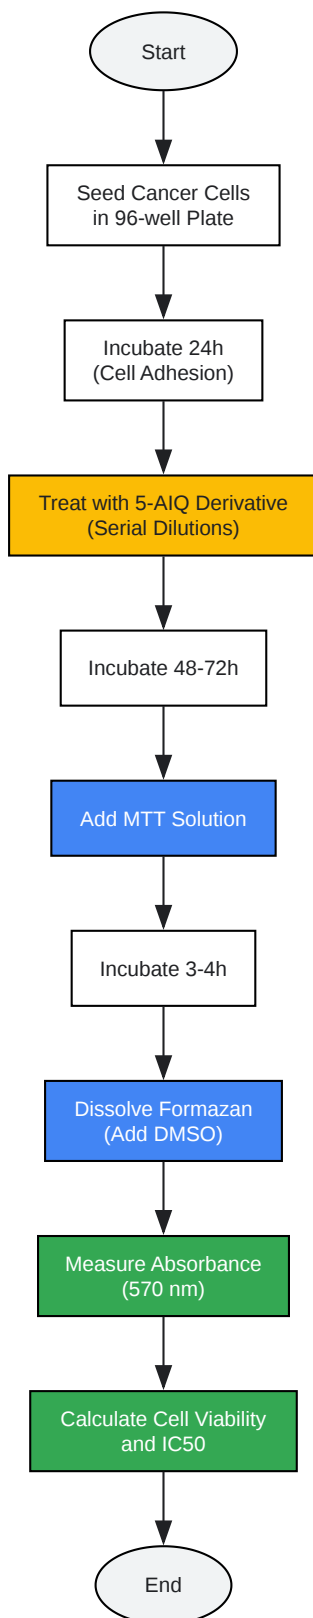 Start
Seed Cancer Cells
in 96-well Plate
Incubate 24h
(Cell Adhesion)
Treat with 5-AIQ Derivative
(Serial Dilutions)
Incubate 48-72h
Add MTT Solution
Incubate 3-4h
Dissolve Formazan
(Add DMSO)
Measure Absorbance
(570 nm)
Calculate Cell Viability
and IC50
End